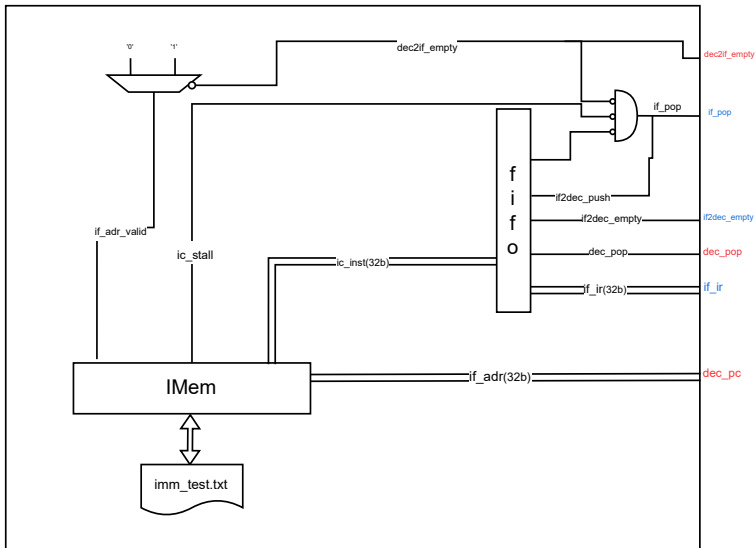 '0'
'1'
dec2if_empty
dec2if_empty
if_pop
if_pop
f
i
f
o
if2dec_push
if2dec_empty
if2dec_empty
if_adr_valid
ic_stall
ic_inst(32b)
dec_pop
dec_pop
if_ir(32b)
if_ir
IMem
if_adr(32b)
dec_pc
imm_test.txt